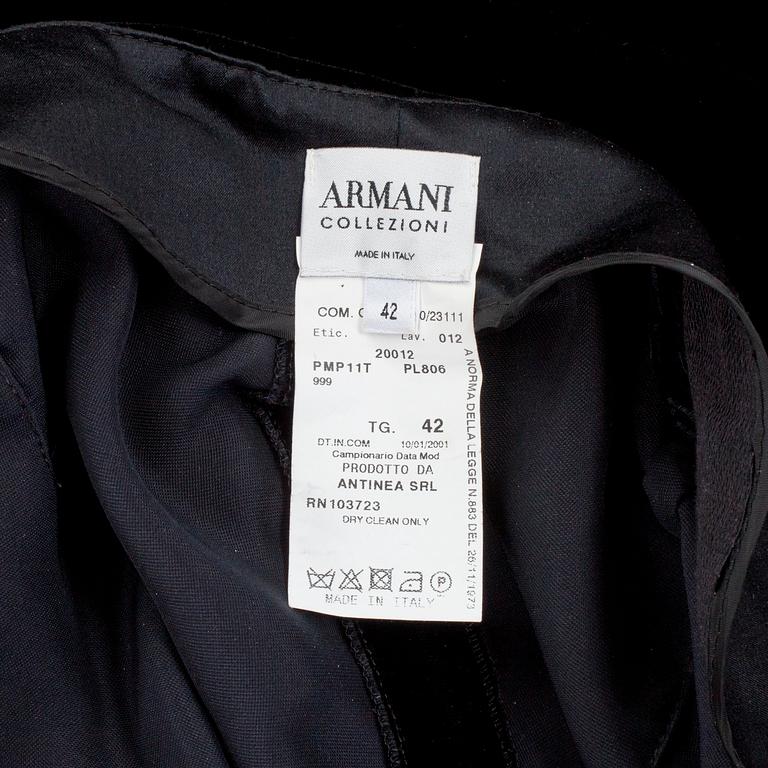 ARMANI
COLLEZIONI
MADE IN ITALY
42
COM. 0/23111
Etic. Lav. 012
20012
PMP11T PL806
999
TG. 42
DT.IN.COM 10/01/2001
Campionario Data Mod
PRODOTTO DA
ANTINEA SRL
RN103723
DRY CLEAN ONLY
P
MADE IN ITALY
A NORMA DELLA LEGGE N.883 DEL 26/11/1973